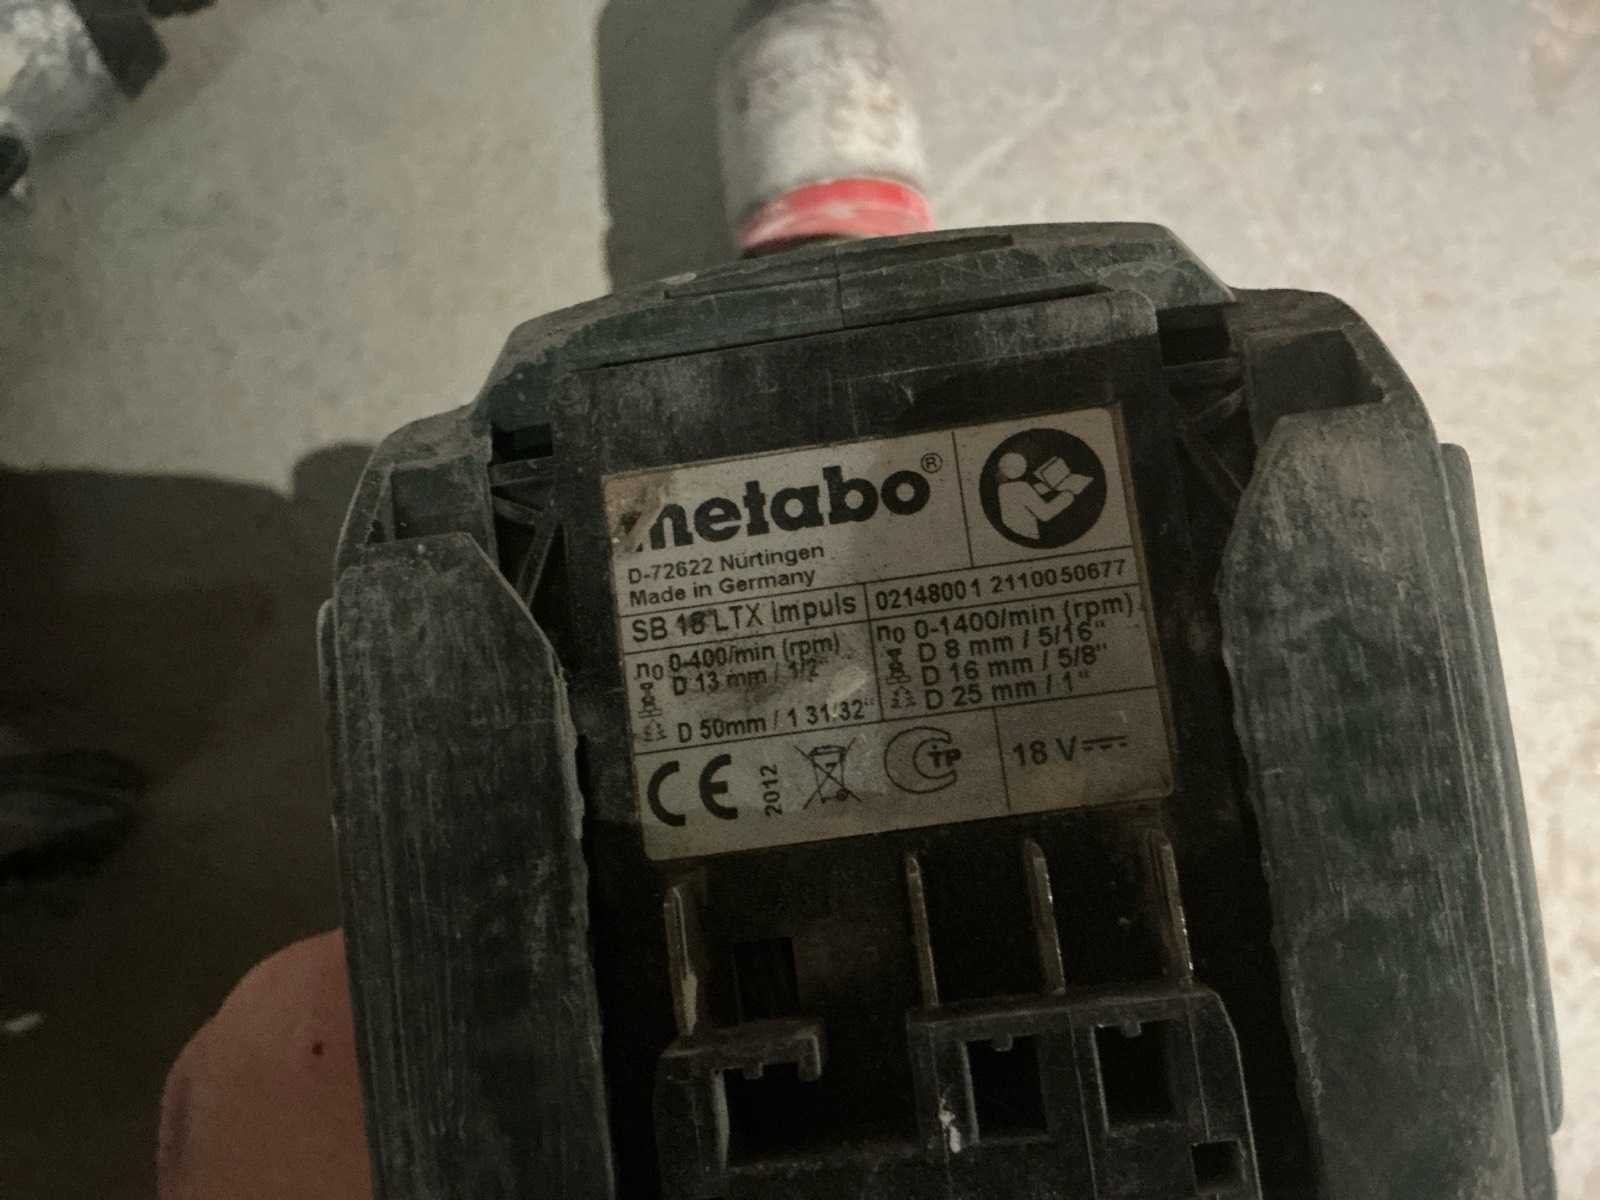 metabo®
D-72622 Nürtingen
Made in Germany
SB 18 LTX Impuls
02148001 2110050677
n0 0-400/min (rpm)
D 13 mm / 1/2"
D 50mm / 1 31/32"
n0 0-1400/min (rpm)
D 8 mm / 5/16"
D 16 mm / 5/8"
D 25 mm / 1"
CE
2012
TP
18 V